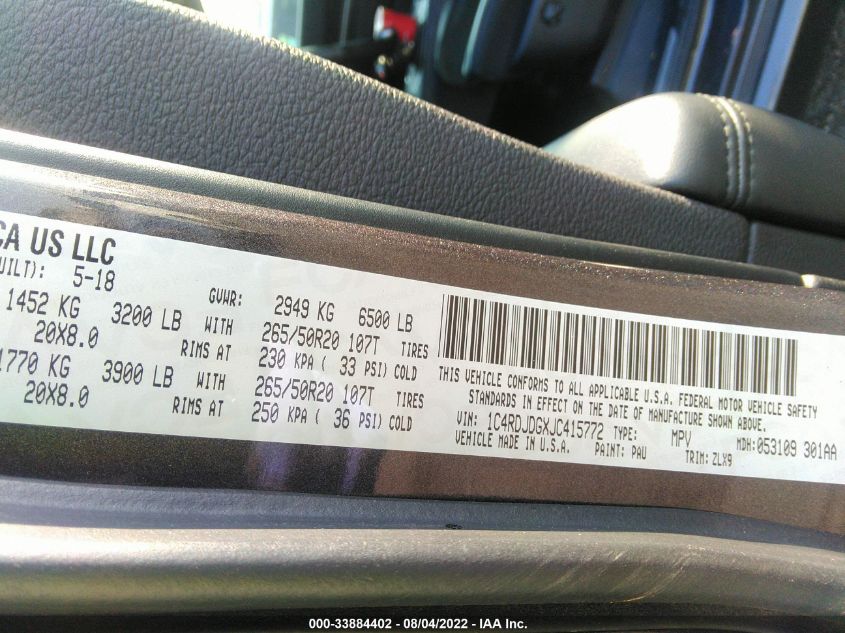 CA US LLC
UILT): 5-18
1452 KG 3200 LB WITH
20X8.0 RIMS AT
1770 KG 3900 LB WITH
20X8.0 RIMS AT
GVWR: 2949 KG 6500 LB
265/50R20 107T TIRES
230 KPA ( 33 PSI) COLD
265/50R20 107T TIRES
250 KPA ( 36 PSI) COLD
THIS VEHICLE CONFORMS TO ALL APPLICABLE U.S.A. FEDERAL MOTOR VEHICLE SAFETY
STANDARDS IN EFFECT ON THE DATE OF MANUFACTURE SHOWN ABOVE.
VIN: 1C4RDJDGXJC415772 TYPE: MPV MDH:053109 301AA
VEHICLE MADE IN U.S.A. PAINT: PAU TRIM: ZLX9
000-33884402 - 08/04/2022 - IAA Inc.